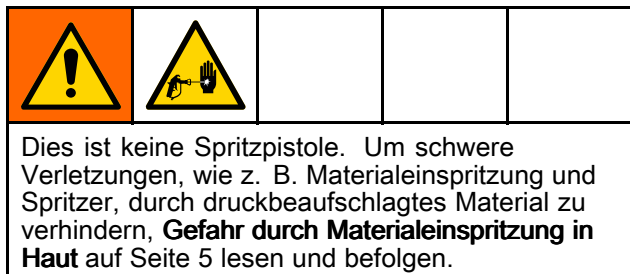 Dies ist keine Spritzpistole. Um schwere
Verletzungen, wie z. B. Materialeinspritzung und
Spritzer, durch druckbeaufschlagtes Material zu
verhindern, Gefahr durch Materialeinspritzung in
Haut auf Seite 5 lesen und befolgen.